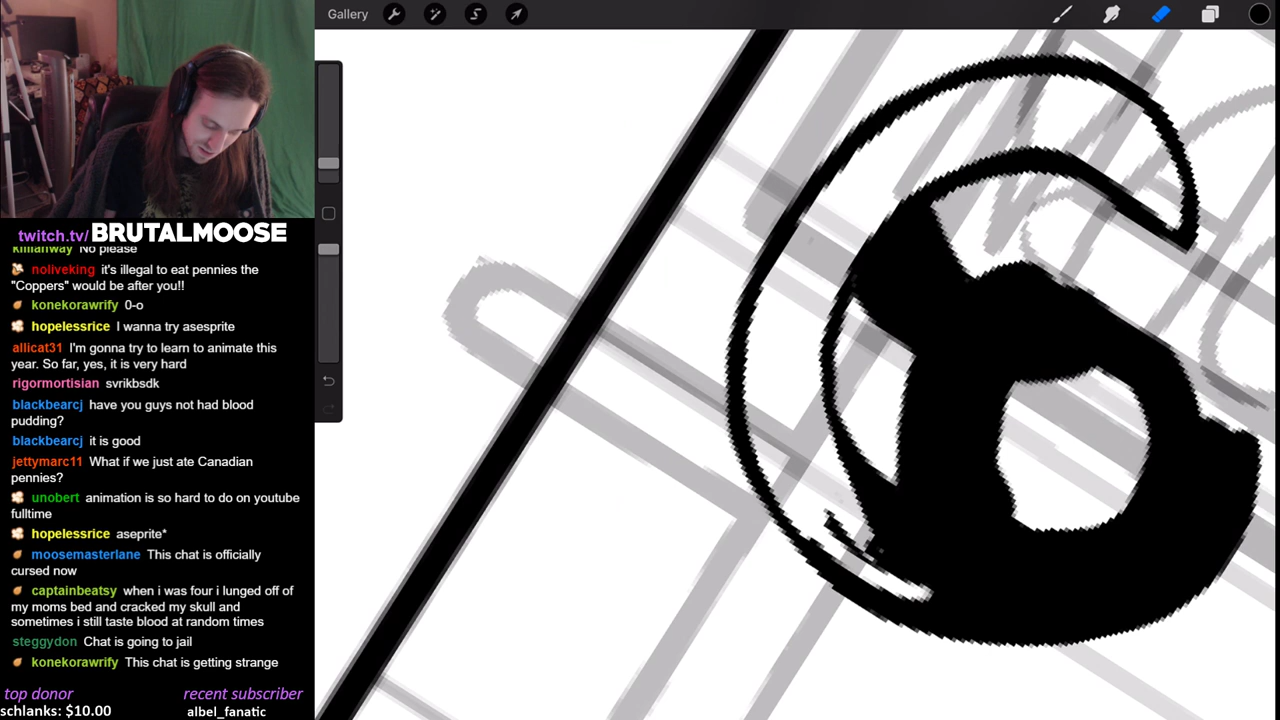 Gallery
twitch.tv/BRUTALMOOSE
killianway No please
noliveking it's illegal to eat pennies the
"Coppers" would be after you!!
konekorawrify 0-o
hopelessrice I wanna try asesprite
allicat31 I'm gonna try to learn to animate this
year. So far, yes, it is very hard
rigormortisian svrikbsdk
blackbearcj have you guys not had blood
pudding?
blackbearcj it is good
jettymarc11 What if we just ate Canadian
pennies?
unobert animation is so hard to do on youtube
fulltime
hopelessrice aseprite*
moosemasterlane This chat is officially
cursed now
captainbeatsy when i was four i lunged off of
my moms bed and cracked my skull and
sometimes i still taste blood at random times
steggydon Chat is going to jail
konekorawrify This chat is getting strange
top donor recent subscriber
schlanks: $10.00 albel_fanatic